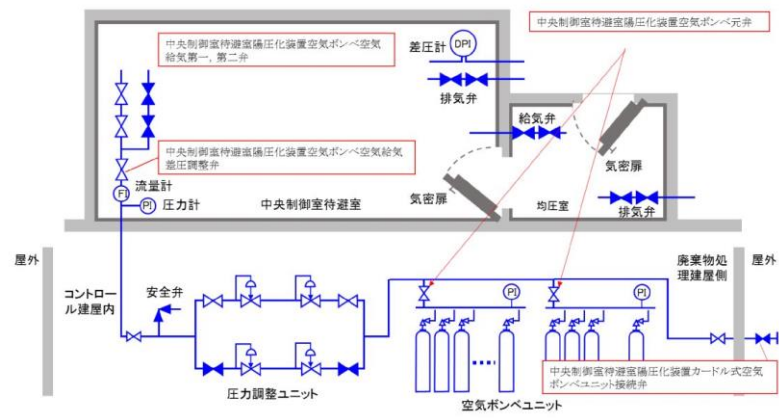 中央制御室待避室陽圧化装置空気ボンベ空気
給気第一，第二弁
差圧計
DPI
中央制御室待避室陽圧化装置空気ボンベ元弁
排気弁
給気弁
中央制御室待避室陽圧化装置空気ボンベ空気給気
差圧調整弁
気密扉
流量計
FI
圧力計
PI
中央制御室待避室
気密扉
均圧室
排気弁
屋外
廃棄物処
理建屋側
屋外
コントロー
ル建屋内
安全弁
PI
PI
中央制御室待避室陽圧化装置カードル式空気
ボンベユニット接続弁
圧力調整ユニット
空気ボンベユニット